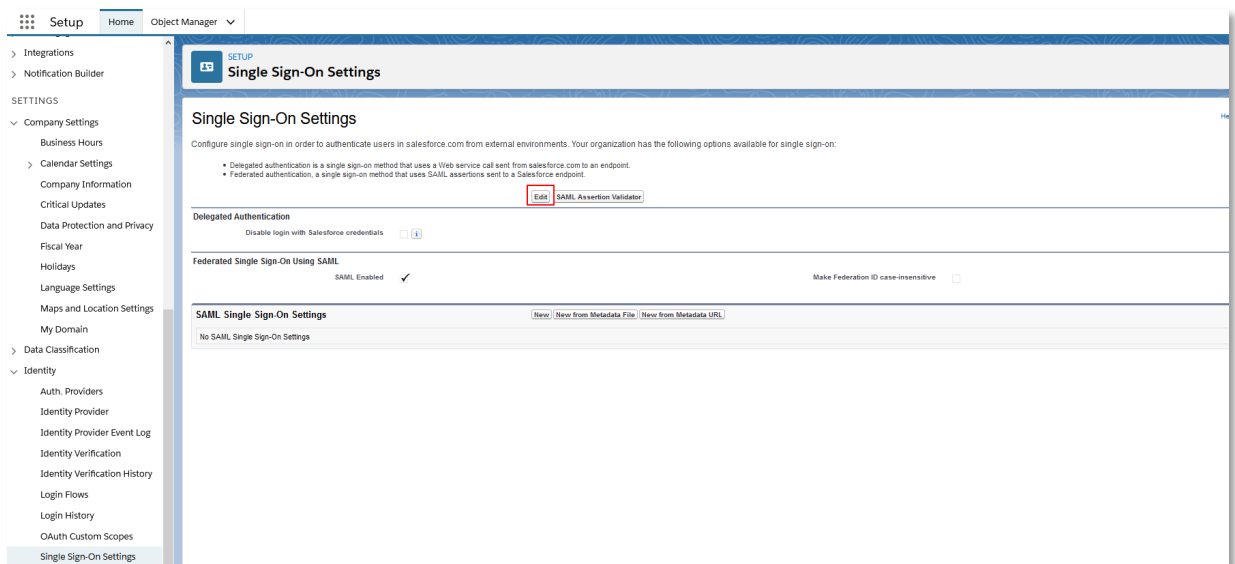 Setup
Home
Object Manager
Integrations
Notification Builder
SETTINGS
Company Settings
Business Hours
Calendar Settings
Company Information
Critical Updates
Data Protection and Privacy
Fiscal Year
Holidays
Language Settings
Maps and Location Settings
My Domain
Data Classification
Identity
Auth. Providers
Identity Provider
Identity Provider Event Log
Identity Verification
Identity Verification History
Login Flows
Login History
OAuth Custom Scopes
Single Sign-On Settings
SETUP
Single Sign-On Settings
Single Sign-On Settings
He
Configure single sign-on in order to authenticate users in salesforce.com from external environments. Your organization has the following options available for single sign-on:
• Delegated authentication is a single sign-on method that uses a Web service call sent from salesforce.com to an endpoint.
• Federated authentication, a single sign-on method that uses SAML assertions sent to a Salesforce endpoint.
Edit SAML Assertion Validator
Delegated Authentication
Disable login with Salesforce credentials i
Federated Single Sign-On Using SAML
SAML Enabled Make Federation ID case-insensitive
SAML Single Sign-On Settings New New from Metadata File New from Metadata URL
No SAML Single Sign-On Settings